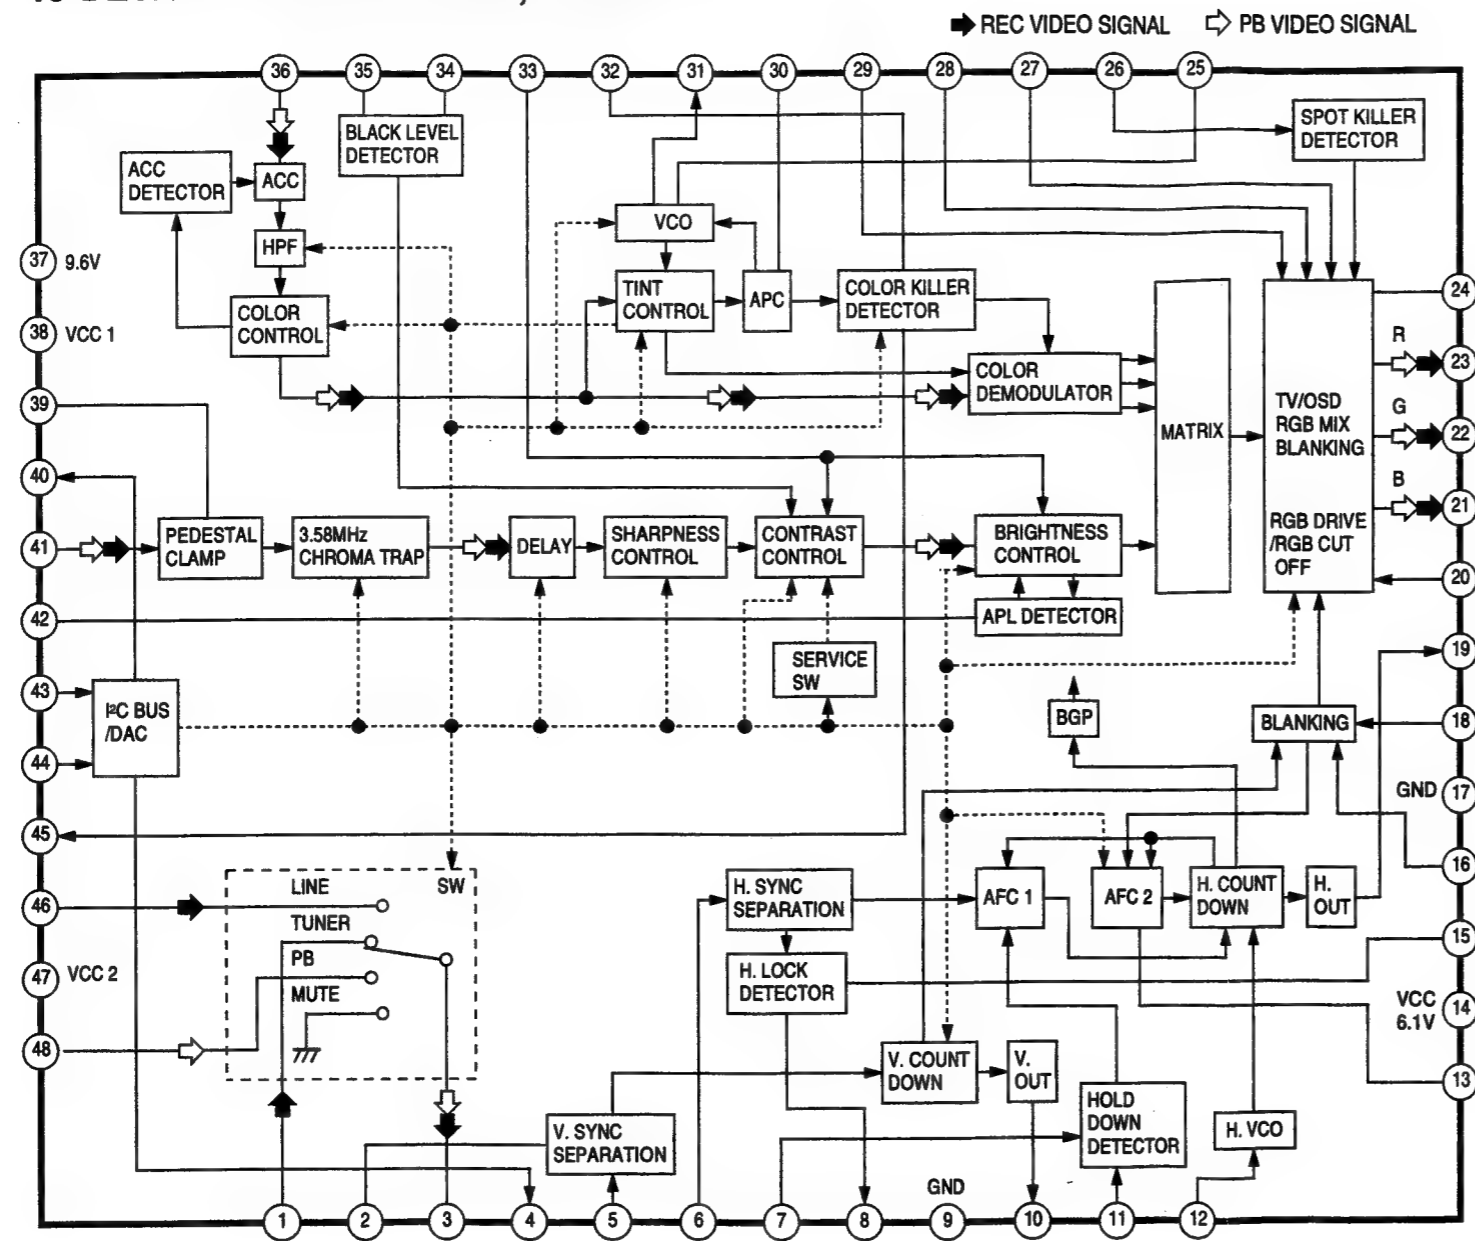 REC VIDEO SIGNAL PB VIDEO SIGNAL
36 35 34 33 32 31 30 29 28 27 26 25
BLACK LEVEL
DETECTOR
SPOT KILLER
DETECTOR
ACC
DETECTOR
ACC
VCO
HPF
37 9.6V
TINT
CONTROL
APC
COLOR KILLER
DETECTOR
24
COLOR
CONTROL
38 VCC 1
R
23
COLOR
DEMODULATOR
39
TV/OSD
RGB MIX
BLANKING
G
22
MATRIX
40
B
21
PEDESTAL
CLAMP
3.58MHz
CHROMA TRAP
DELAY
SHARPNESS
CONTROL
CONTRAST
CONTROL
BRIGHTNESS
CONTROL
RGB DRIVE
/RGB CUT
OFF
41
20
42
APL DETECTOR
19
SERVICE
SW
43
I²C BUS
/DAC
BGP
BLANKING
18
44
GND 17
45
16
LINE
SW
H. SYNC
SEPARATION
AFC 1
AFC 2
H. COUNT
DOWN
H.
OUT
46
TUNER
15
PB
47 VCC 2
H. LOCK
DETECTOR
MUTE
VCC
6.1V
14
48
V. COUNT
DOWN
V.
OUT
13
HOLD
DOWN
DETECTOR
V. SYNC
SEPARATION
H. VCO
GND
1 2 3 4 5 6 7 8 9 10 11 12